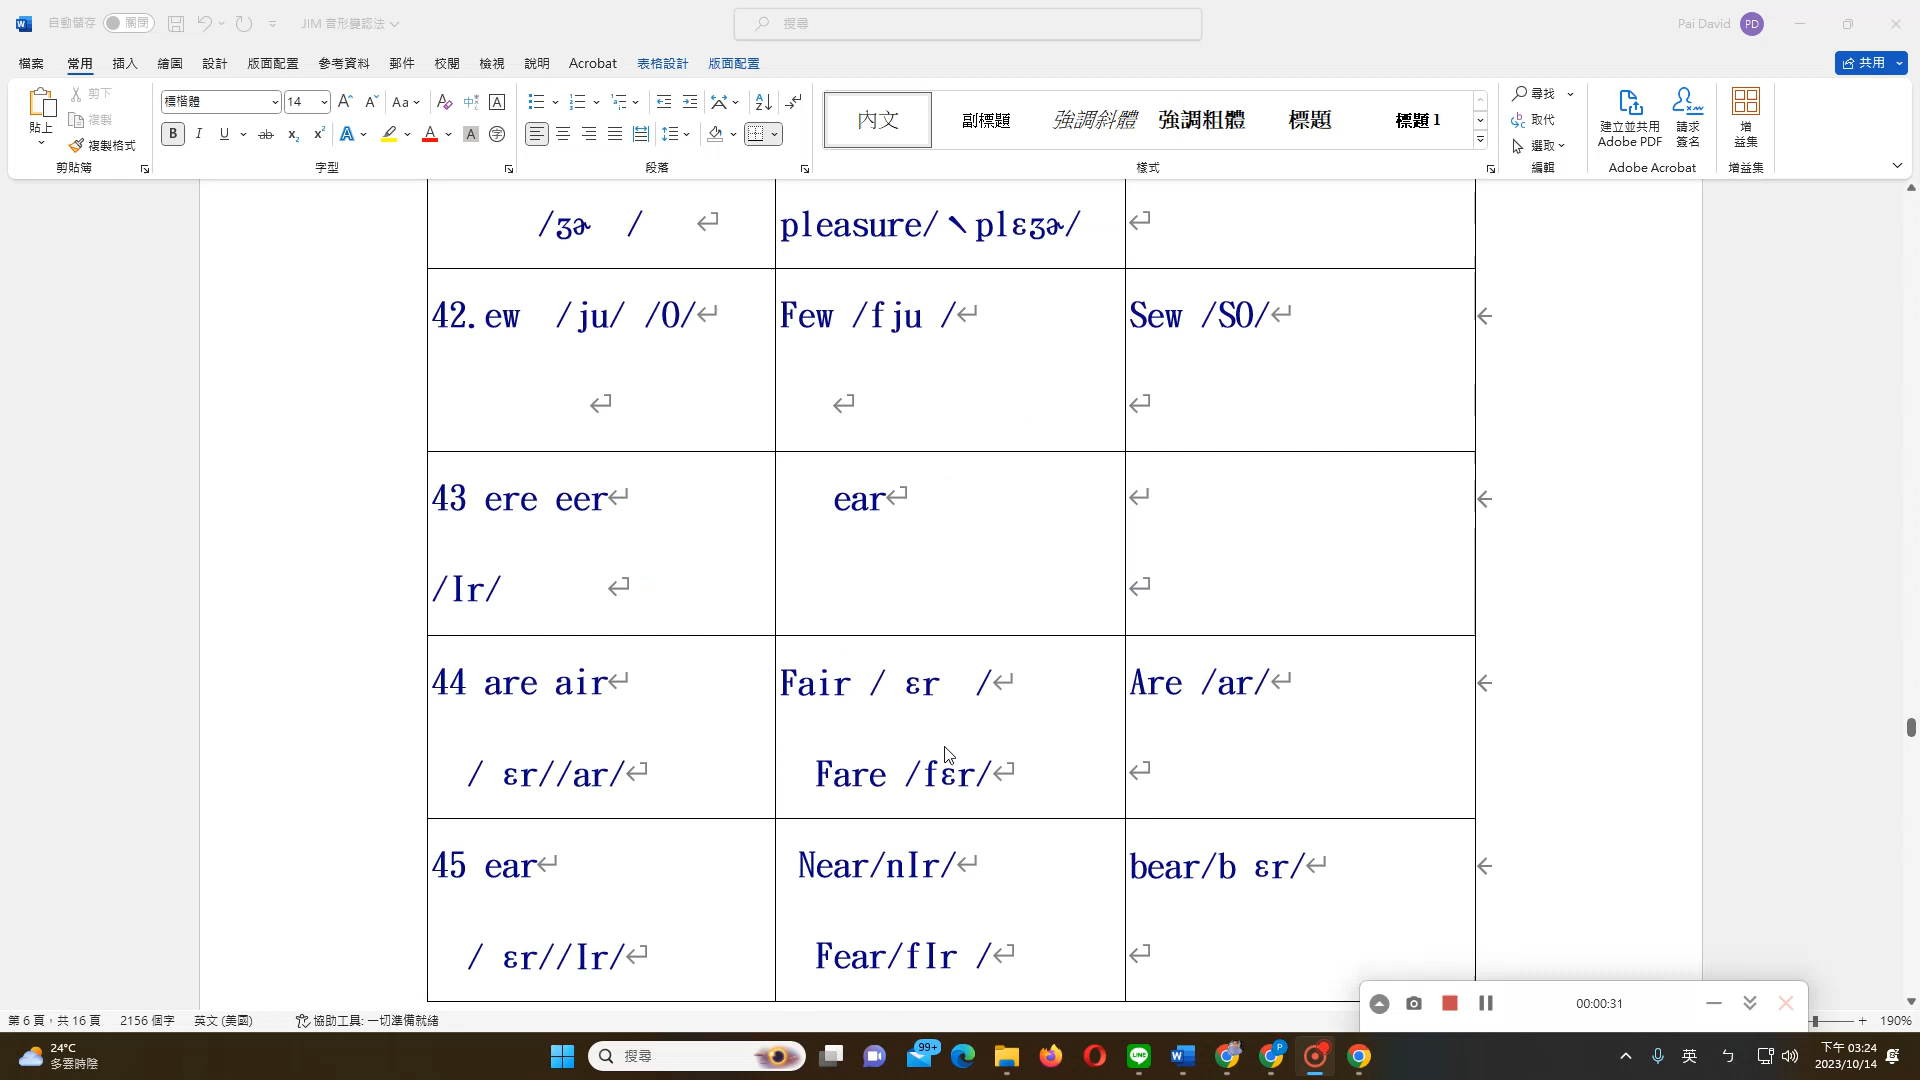 自動儲存 關閉 JIM 音形變認法 搜尋 Pai David PD
檔案 常用 插入 繪圖 設計 版面配置 參考資料 郵件 校閱 檢視 說明 Acrobat 表格設計 版面配置 共用
貼上 剪下 複製 複製格式 剪貼簿
標楷體 14 字型
段落
內文 副標題 強調斜體 強調粗體 標題 標題 1 樣式
尋找 取代 選取 編輯
建立並共用 Adobe PDF 請求簽名 Adobe Acrobat
增益集 增益集
/ʒɚ / pleasure/ˋplɛʒɚ/
42.ew /ju/ /O/ Few /fju / Sew /SO/
43 ere eer ear
/Ir/
44 are air Fair / ɛr / Are /ar/
/ ɛr//ar/ Fare /fɛr/
45 ear Near/nIr/ bear/b ɛr/
/ ɛr//Ir/ Fear/fIr /
00:00:31
第 6 頁，共 16 頁 2156 個字 英文 (美國) 協助工具: 一切準備就緒 190%
24°C
多雲時陰
搜尋 99+ 英 ㄅ 下午 03:24
2023/10/14